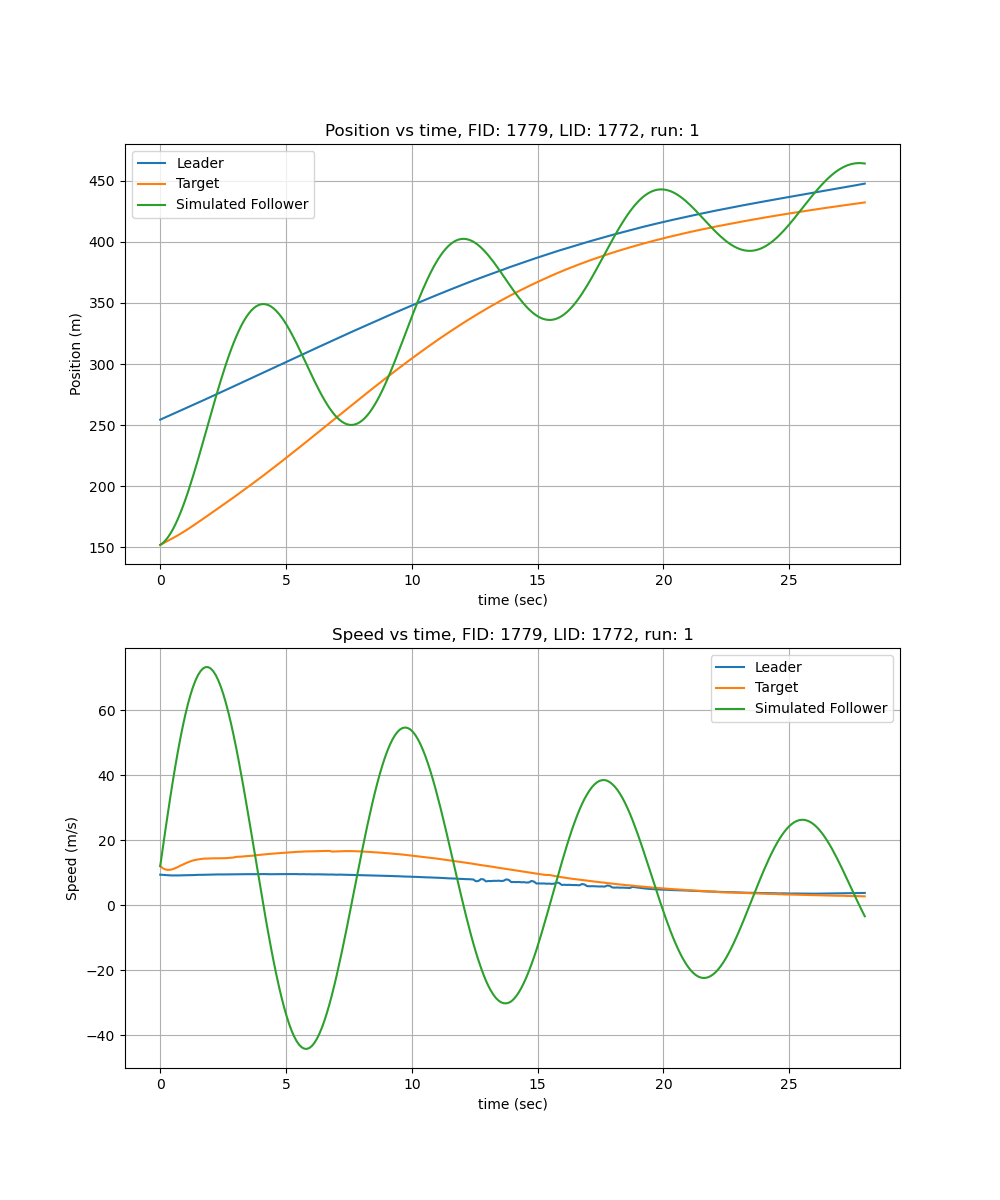 Position vs time, FID: 1779, LID: 1772, run: 1
Leader
Target
Simulated Follower
Position (m)
450
400
350
300
250
200
150
0 5 10 15 20 25
time (sec)
Speed vs time, FID: 1779, LID: 1772, run: 1
Leader
Target
Simulated Follower
Speed (m/s)
60
40
20
0
−20
−40
0 5 10 15 20 25
time (sec)